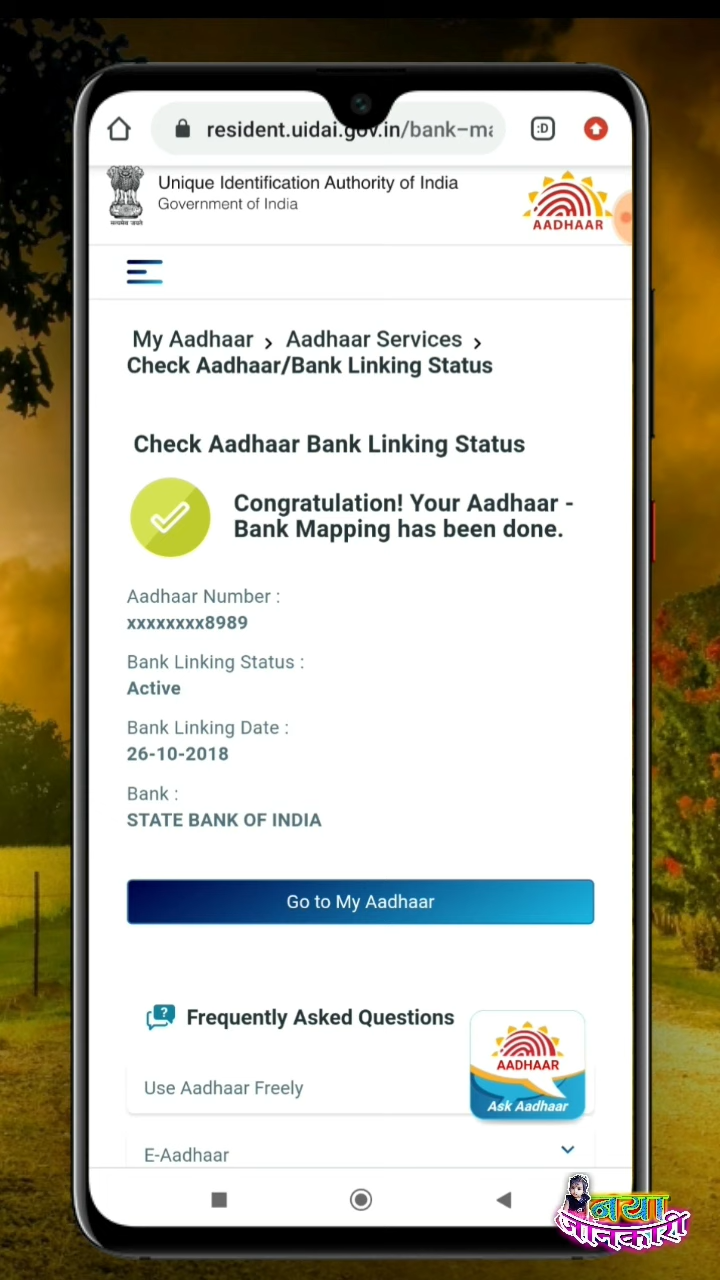 resident.uidai.gov.in/bank-ma
:D
Unique Identification Authority of India
Government of India
सत्यमेव जयते
AADHAAR
My Aadhaar › Aadhaar Services ›
Check Aadhaar/Bank Linking Status
Check Aadhaar Bank Linking Status
Congratulation! Your Aadhaar -
Bank Mapping has been done.
Aadhaar Number :
xxxxxxxx8989
Bank Linking Status :
Active
Bank Linking Date :
26-10-2018
Bank :
STATE BANK OF INDIA
Go to My Aadhaar
Frequently Asked Questions
AADHAAR
Ask Aadhaar
Use Aadhaar Freely
E-Aadhaar
नया
जानकारी